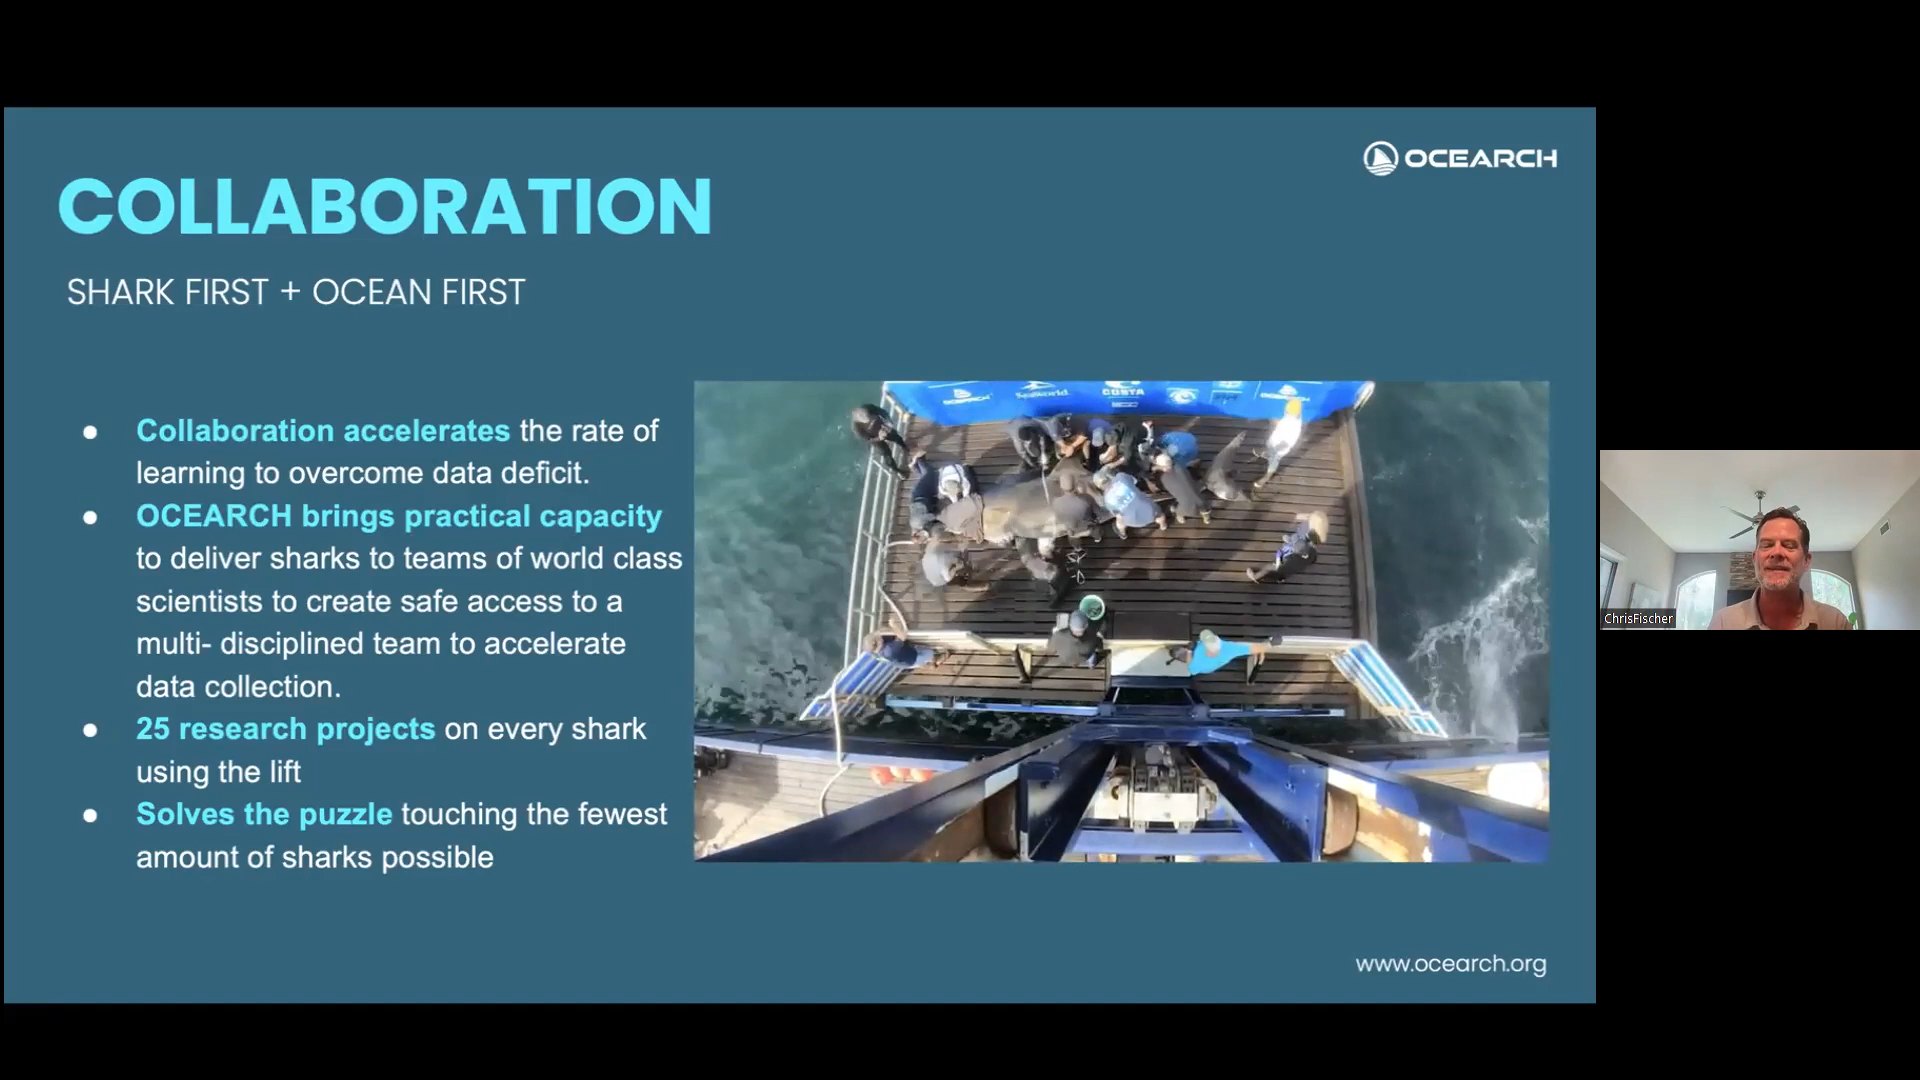 OCEARCH
COLLABORATION
SHARK FIRST + OCEAN FIRST
Collaboration accelerates the rate of
learning to overcome data deficit.
OCEARCH brings practical capacity
to deliver sharks to teams of world class
scientists to create safe access to a
multi- disciplined team to accelerate
data collection.
25 research projects on every shark
using the lift
Solves the puzzle touching the fewest
amount of sharks possible
OCEARCH
SeaWorld
COSTA
OCEARCH
ChrisFischer
www.ocearch.org